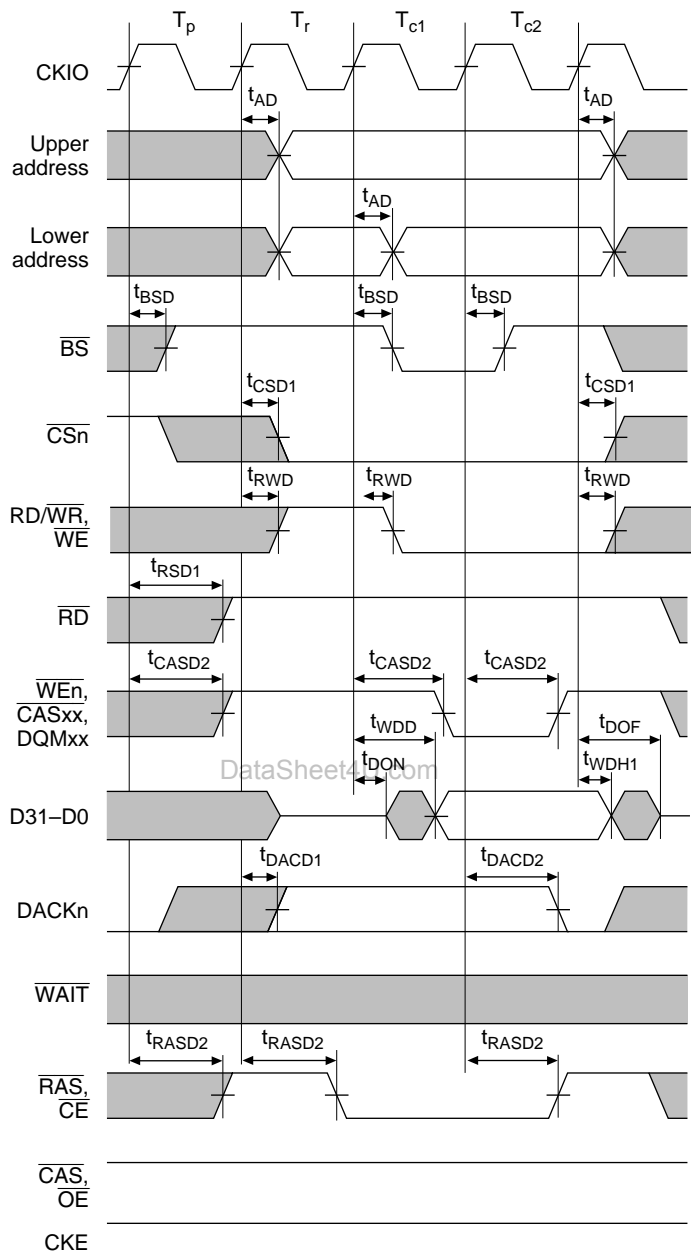 Tp Tr Tc1 Tc2
CKIO
tAD tAD
Upper
address
tAD
Lower
address
tBSD tBSD tBSD
BS
tCSD1 tCSD1
CSn
tRWD tRWD tRWD
RD/WR,
WE
tRSD1
RD
tCASD2 tCASD2 tCASD2
WEn,
CASxx,
DQMxx
tWDD tDOF
DataSheet4U.com
tDON tWDH1
D31–D0
tDACD1 tDACD2
DACKn
WAIT
tRASD2 tRASD2 tRASD2
RAS,
CE
CAS,
OE
CKE